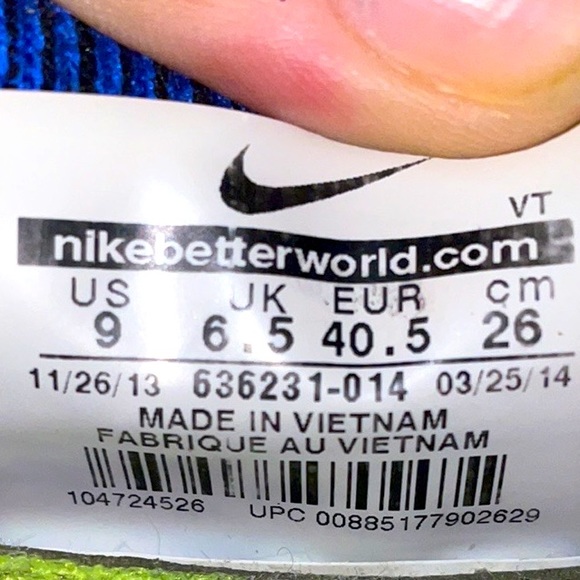 VT
nikebetterworld.com
US UK EUR cm
9 6.5 40.5 26
11/26/13 636231-014 03/25/14
MADE IN VIETNAM
FABRIQUE AU VIETNAM
104724526 UPC 00885177902629